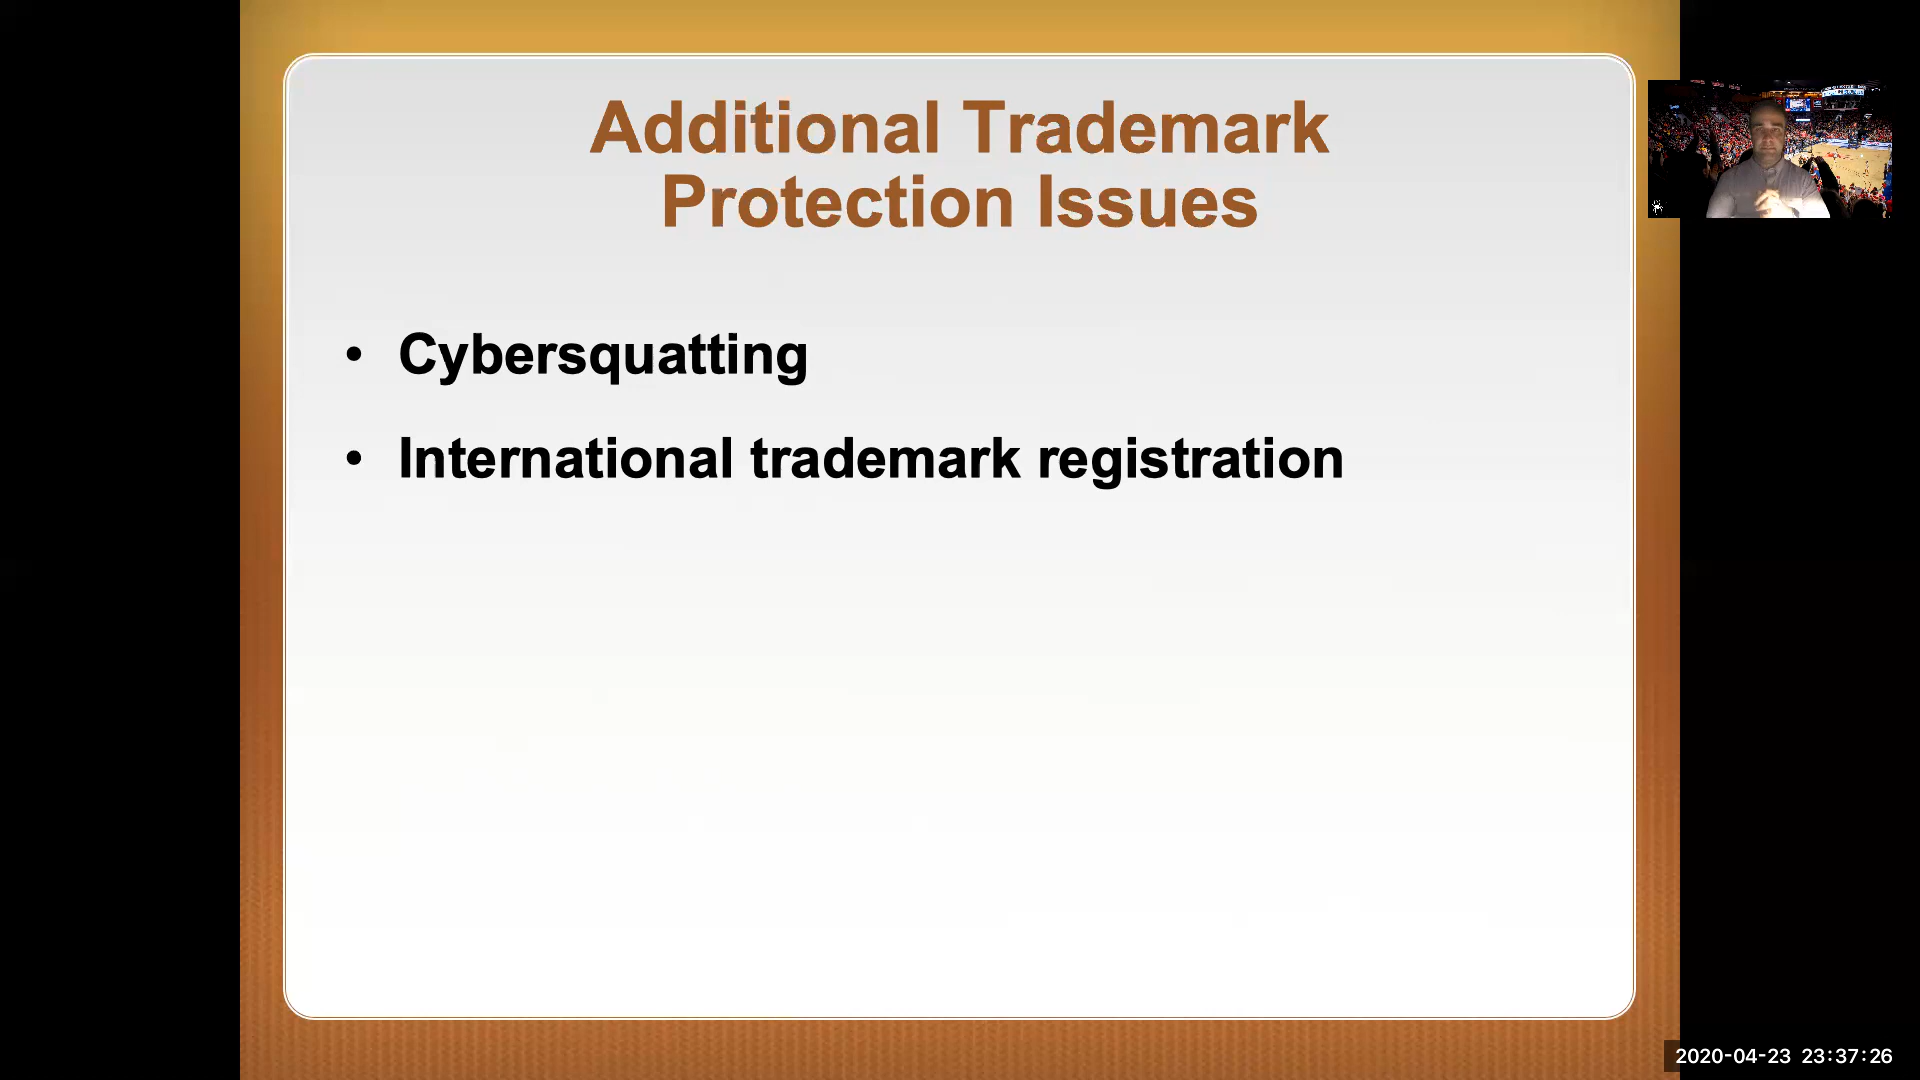 Additional Trademark
Protection Issues
• Cybersquatting
• International trademark registration
2020-04-23 23:37:26